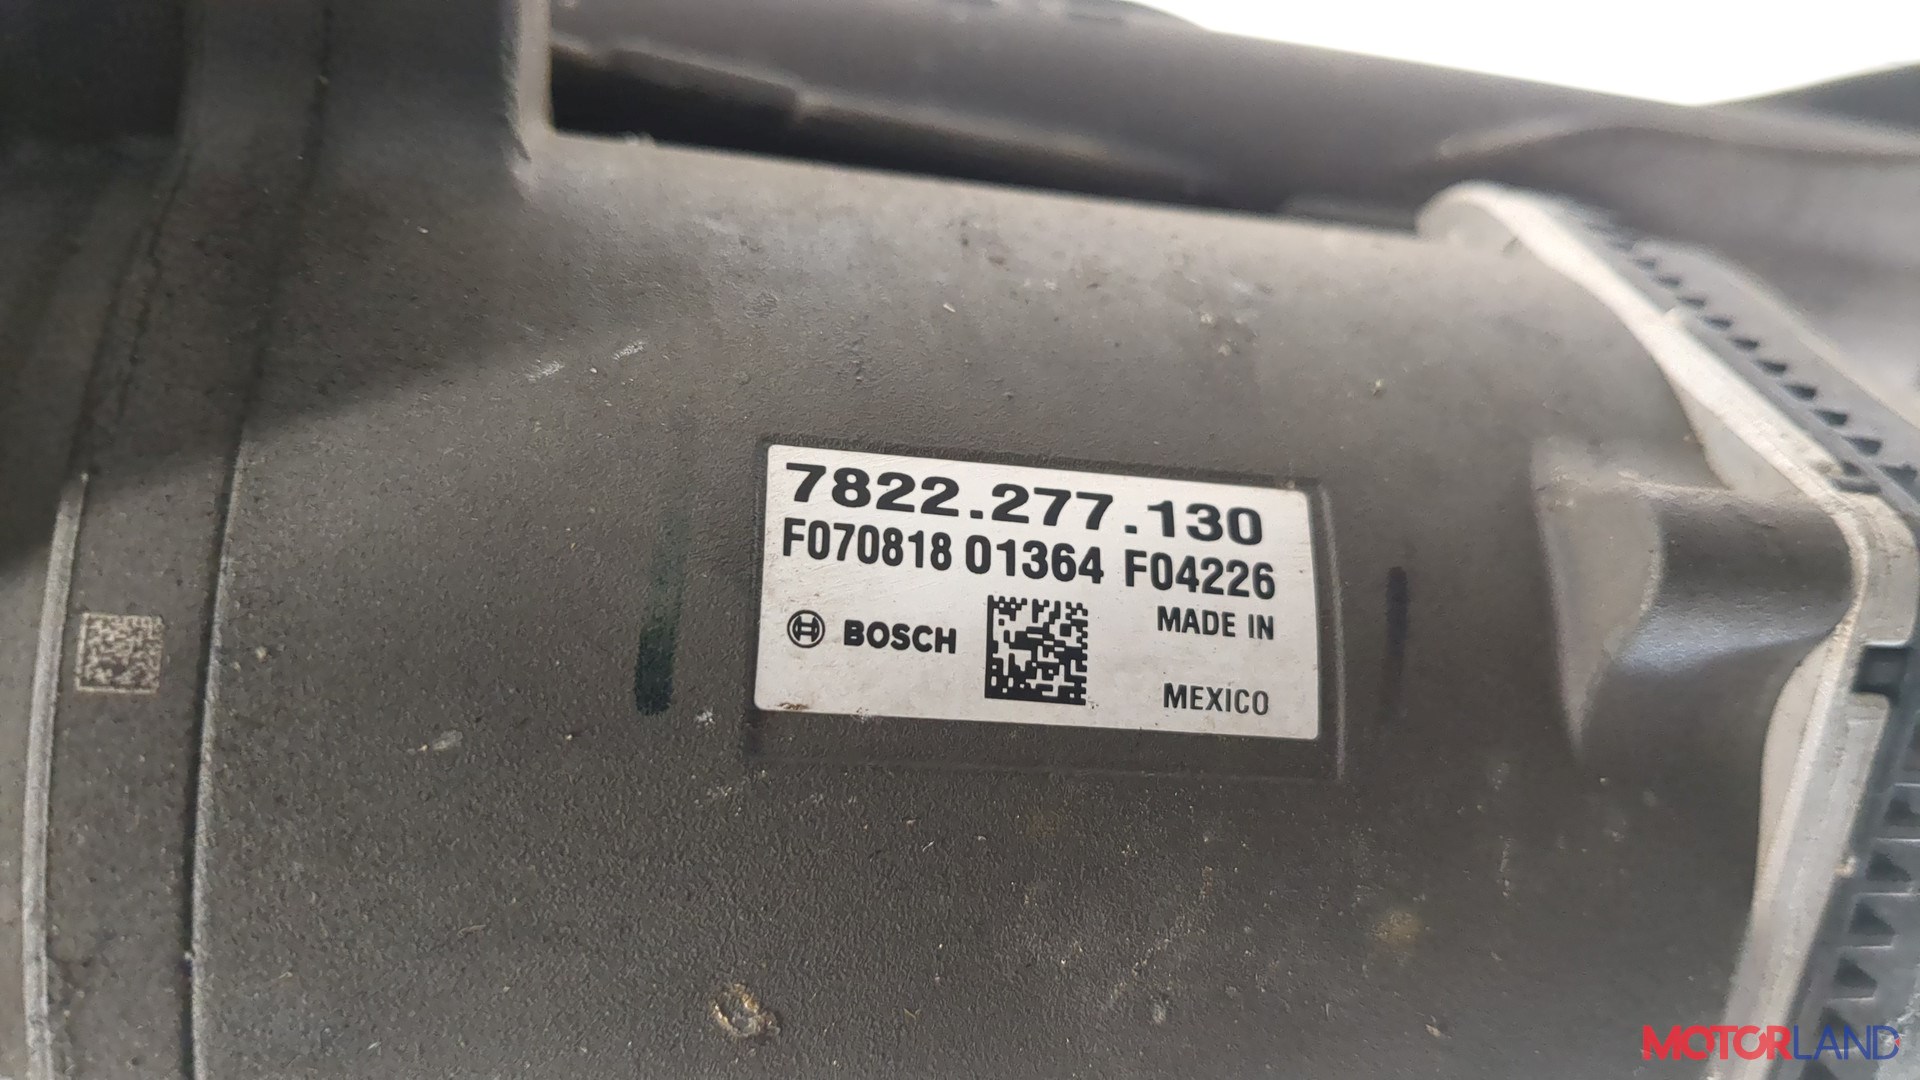 7822.277.130
F070818 01364 F04226
BOSCH
MADE IN
MEXICO
MOTORLAND